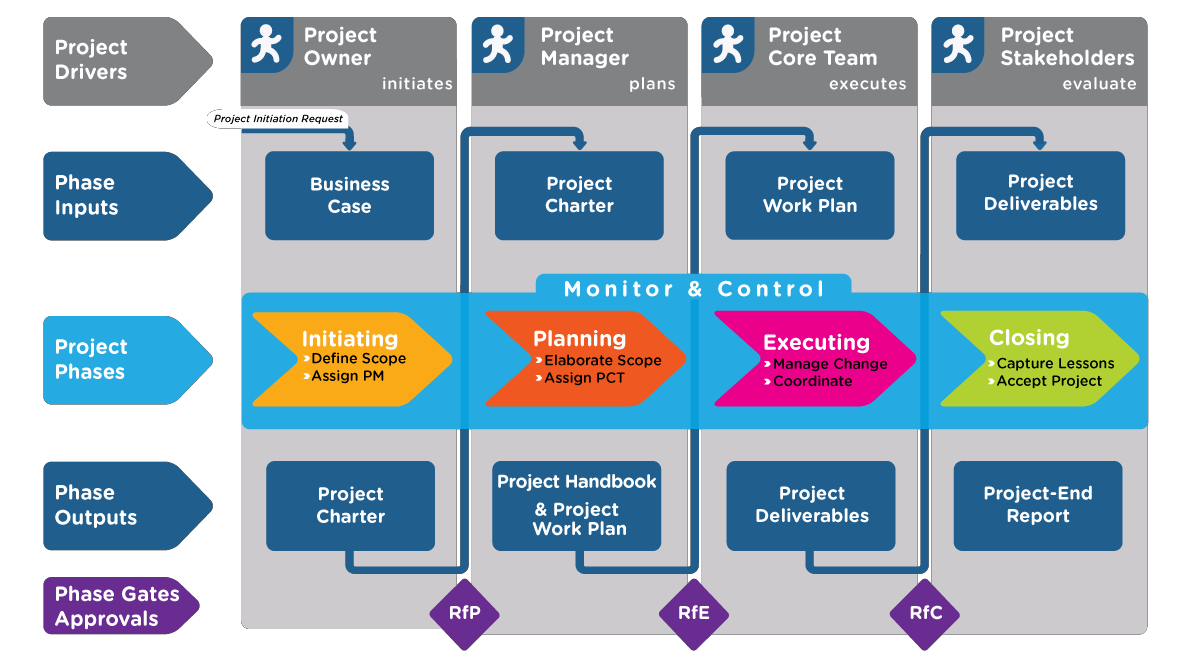 Project
Drivers
Project
Owner
initiates
Project
Manager
plans
Project
Core Team
executes
Project
Stakeholders
evaluate
Project Initiation Request
Phase
Inputs
Business
Case
Project
Charter
Project
Work Plan
Project
Deliverables
Monitor & Control
Project
Phases
Initiating
»Define Scope
»Assign PM
Planning
»Elaborate Scope
»Assign PCT
Executing
»Manage Change
»Coordinate
Closing
»Capture Lessons
»Accept Project
Phase
Outputs
Project
Charter
Project Handbook
& Project
Work Plan
Project
Deliverables
Project-End
Report
Phase Gates
Approvals
RfP
RfE
RfC